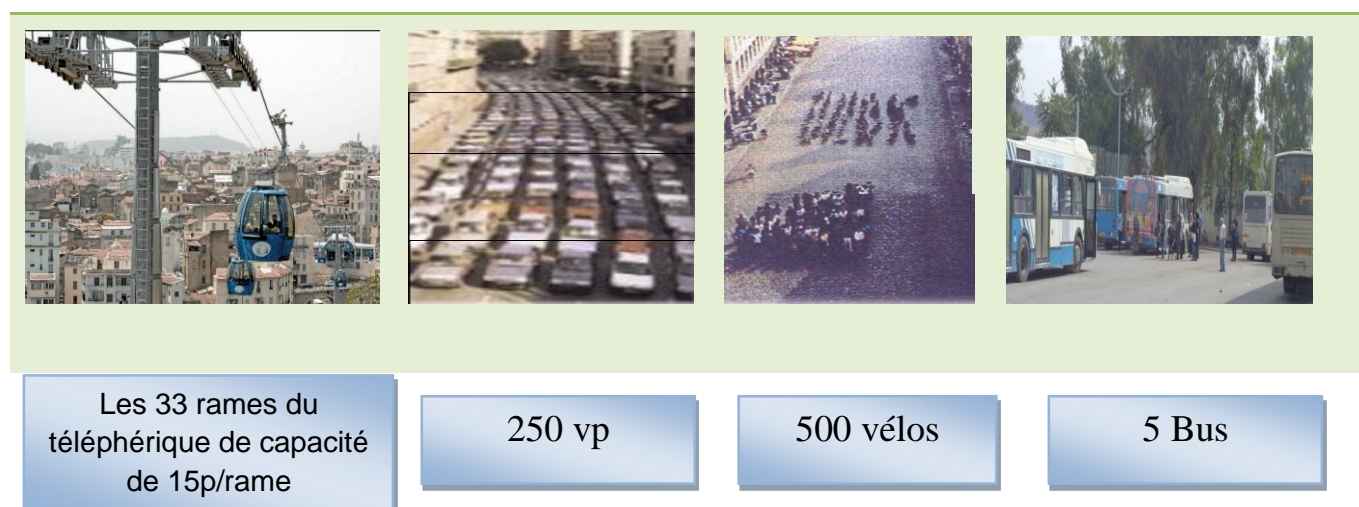 Les 33 rames du
téléphérique de capacité
de 15p/rame
250 vp
500 vélos
5 Bus